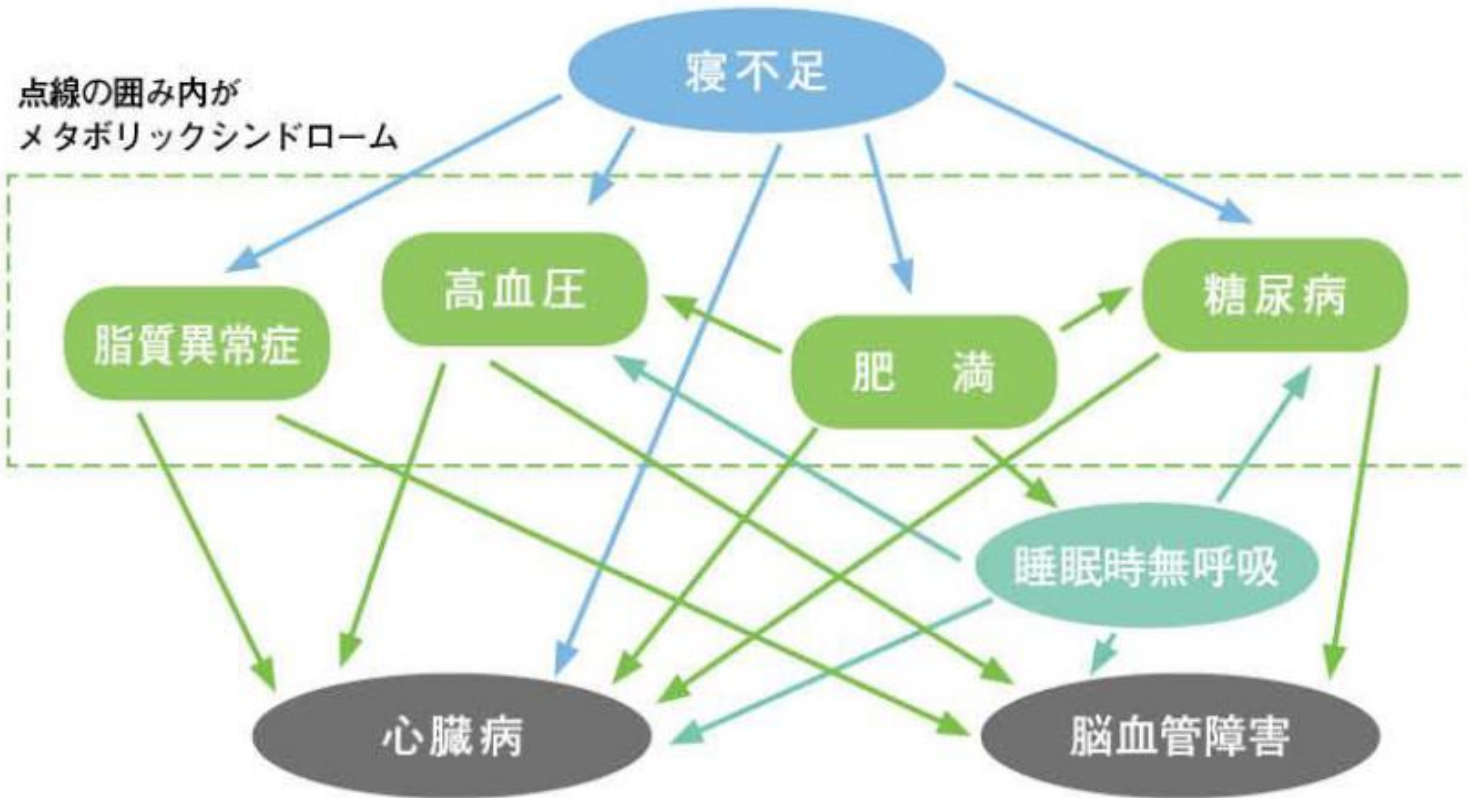 寝不足
点線の囲み内が
メタボリックシンドローム
高血圧
糖尿病
脂質異常症
肥　満
睡眠時無呼吸
心臓病
脳血管障害